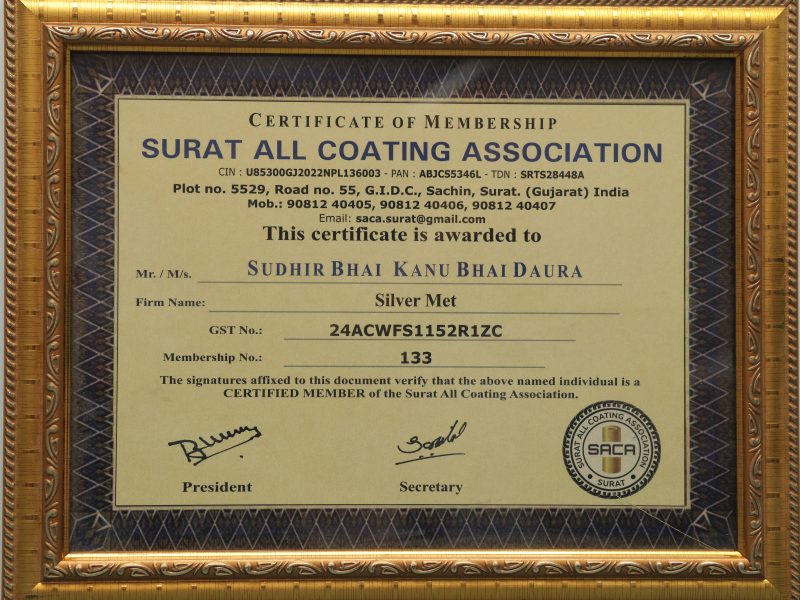 CERTIFICATE OF MEMBERSHIP
SURAT ALL COATING ASSOCIATION
CIN : U85300GJ2022NPL136003 - PAN : ABJCS5346L - TDN : SRTS28448A
Plot no. 5529, Road no. 55, G.I.D.C., Sachin, Surat. (Gujarat) India
Mob.: 90812 40405, 90812 40406, 90812 40407
Email: saca.surat@gmail.com
This certificate is awarded to
Mr. / M/s. SUDHIR BHAI KANU BHAI DAURA
Firm Name: Silver Met
GST No.: 24ACWFS1152R1ZC
Membership No.: 133
The signatures affixed to this document verify that the above named individual is a
CERTIFIED MEMBER of the Surat All Coating Association.
President Secretary
SURAT ALL COATING ASSOCIATION
SACA
SURAT